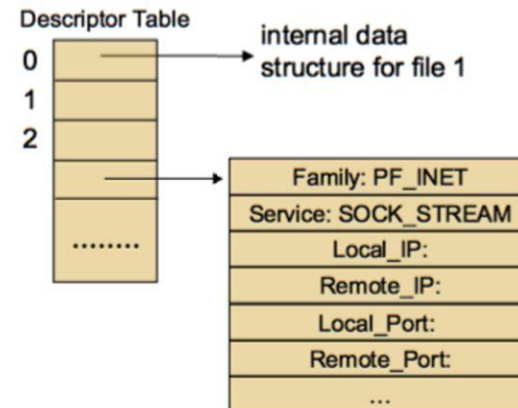 Descriptor Table
0
internal data
structure for file 1
1
2
Family: PF_INET
Service: SOCK_STREAM
Local_IP:
........
Remote_IP:
Local_Port:
Remote_Port:
...